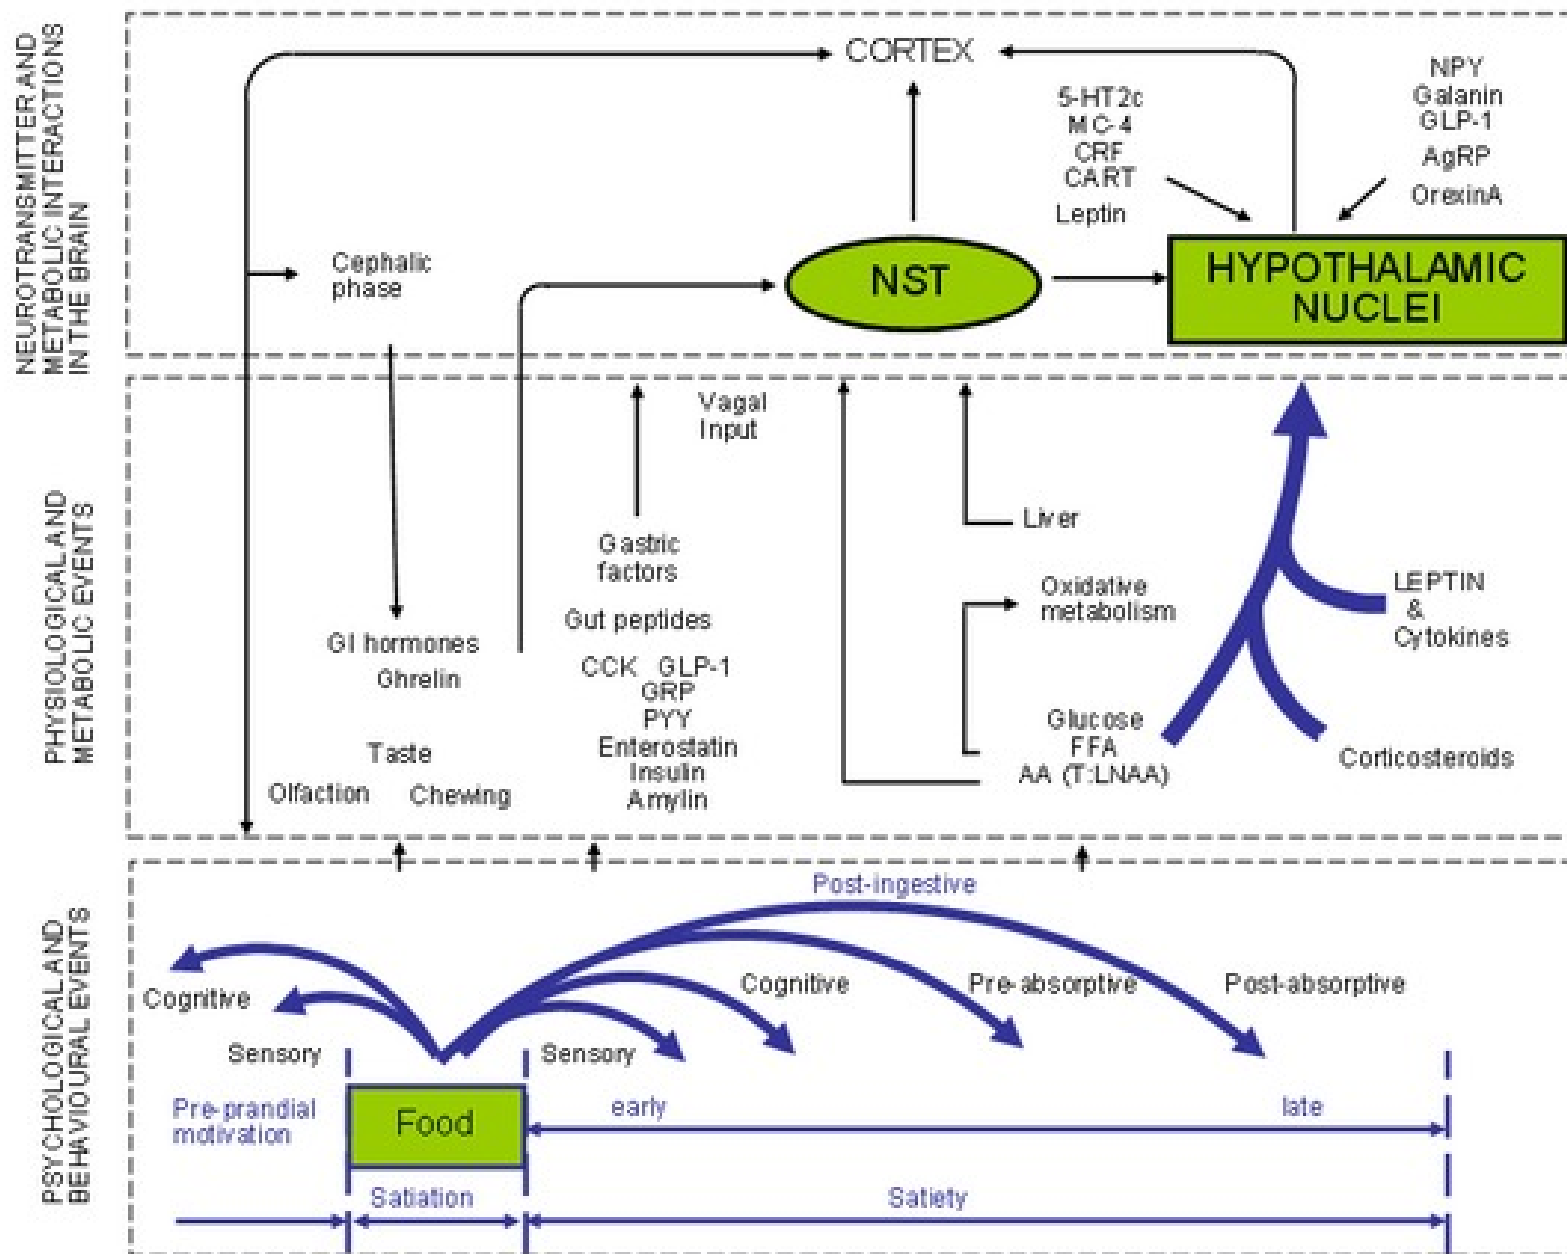 NEUROTRANSMITTER AND
METABOLIC INTERACTIONS
IN THE BRAIN
CORTEX
5-HT2c
MC-4
CRF
CART
Leptin
NPY
Galanin
GLP-1
AgRP
OrexinA
Cephalic
phase
NST
HYPOTHALAMIC
NUCLEI
PHYSIOLOGICAL AND
METABOLIC EVENTS
Vagal
Input
Gastric
factors
Gut peptides
CCK GLP-1
GRP
PYY
Enterostatin
Insulin
Amylin
GI hormones
Ghrelin
Taste
Olfaction
Chewing
Liver
Oxidative
metabolism
Glucose
FFA
AA (T:LNAA)
LEPTIN
&
Cytokines
Corticosteroids
PSYCHOLOGICAL AND
BEHAVIOURAL EVENTS
Post-ingestive
Cognitive
Sensory
Sensory
Cognitive
Pre-absorptive
Post-absorptive
Pre-prandial
motivation
Food
early
late
Satiation
Satiety